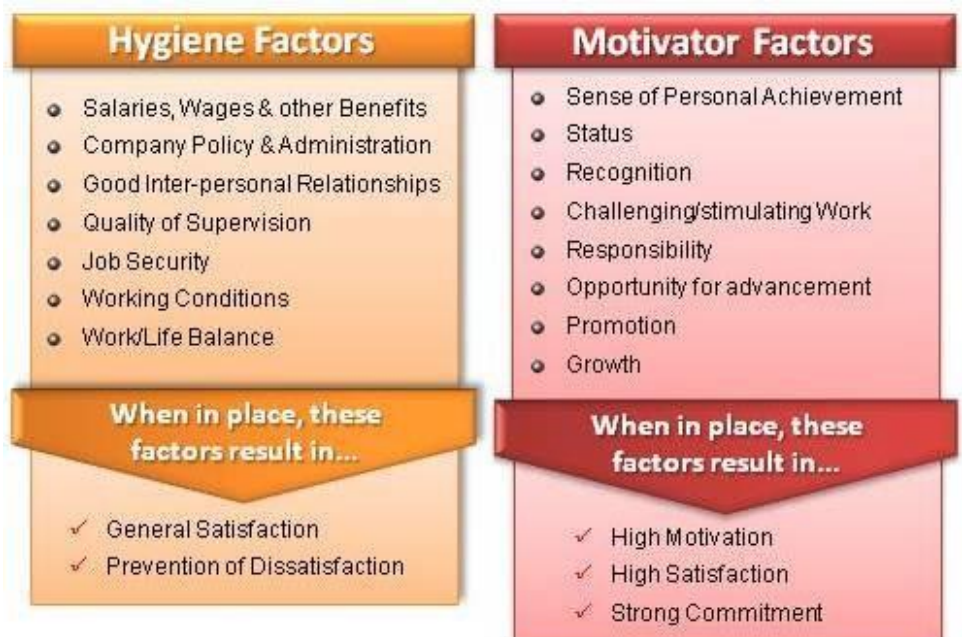 Hygiene Factors
Salaries, Wages & other Benefits
Company Policy & Administration
Good Inter-personal Relationships
Quality of Supervision
Job Security
Working Conditions
Work/Life Balance
When in place, these
factors result in...
General Satisfaction
Prevention of Dissatisfaction
Motivator Factors
Sense of Personal Achievement
Status
Recognition
Challenging/stimulating Work
Responsibility
Opportunity for advancement
Promotion
Growth
When in place, these
factors result in...
High Motivation
High Satisfaction
Strong Commitment